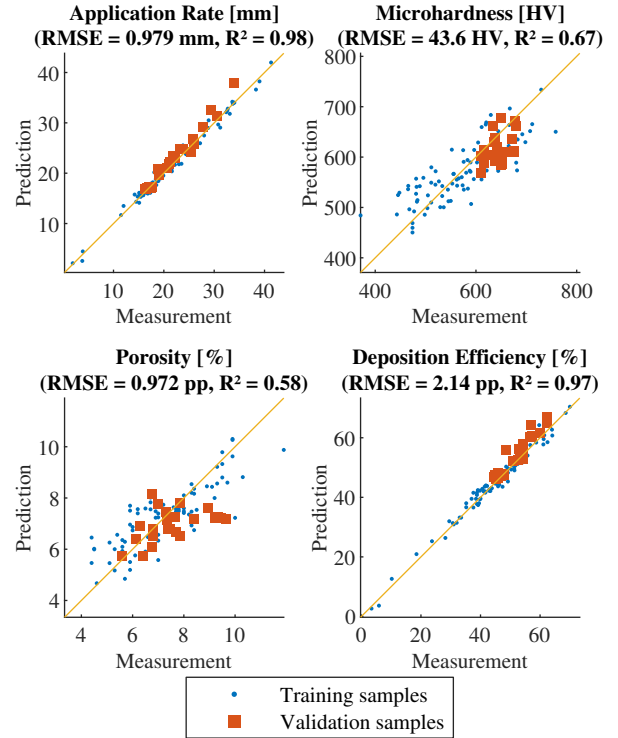 Application Rate [mm]
(RMSE = 0.979 mm, R² = 0.98)
40
30
20
10
Prediction
10 20 30 40
Measurement
Microhardness [HV]
(RMSE = 43.6 HV, R² = 0.67)
800
700
600
500
400
Prediction
400 600 800
Measurement
Porosity [%]
(RMSE = 0.972 pp, R² = 0.58)
10
8
6
4
Prediction
4 6 8 10
Measurement
Deposition Efficiency [%]
(RMSE = 2.14 pp, R² = 0.97)
60
40
20
0
Prediction
0 20 40 60
Measurement
Training samples
Validation samples